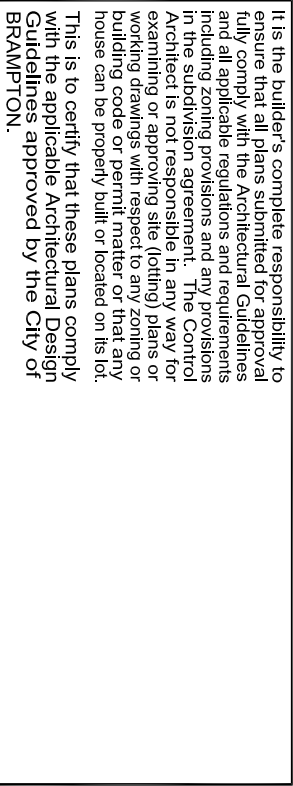 It is the builder's complete responsibility to
ensure that all plans submitted for approval
fully comply with the Architectural Guidelines
and all applicable regulations and requirements
including zoning provisions and any provisions
in the subdivision agreement. The Control
Architect is not responsible in any way for
examining or approving site (lotting) plans or
working drawings with respect to any zoning or
building code or permit matter or that any
house can be properly built or located on its lot.
This is to certify that these plans comply
with the applicable Architectural Design
Guidelines approved by the City of
BRAMPTON.